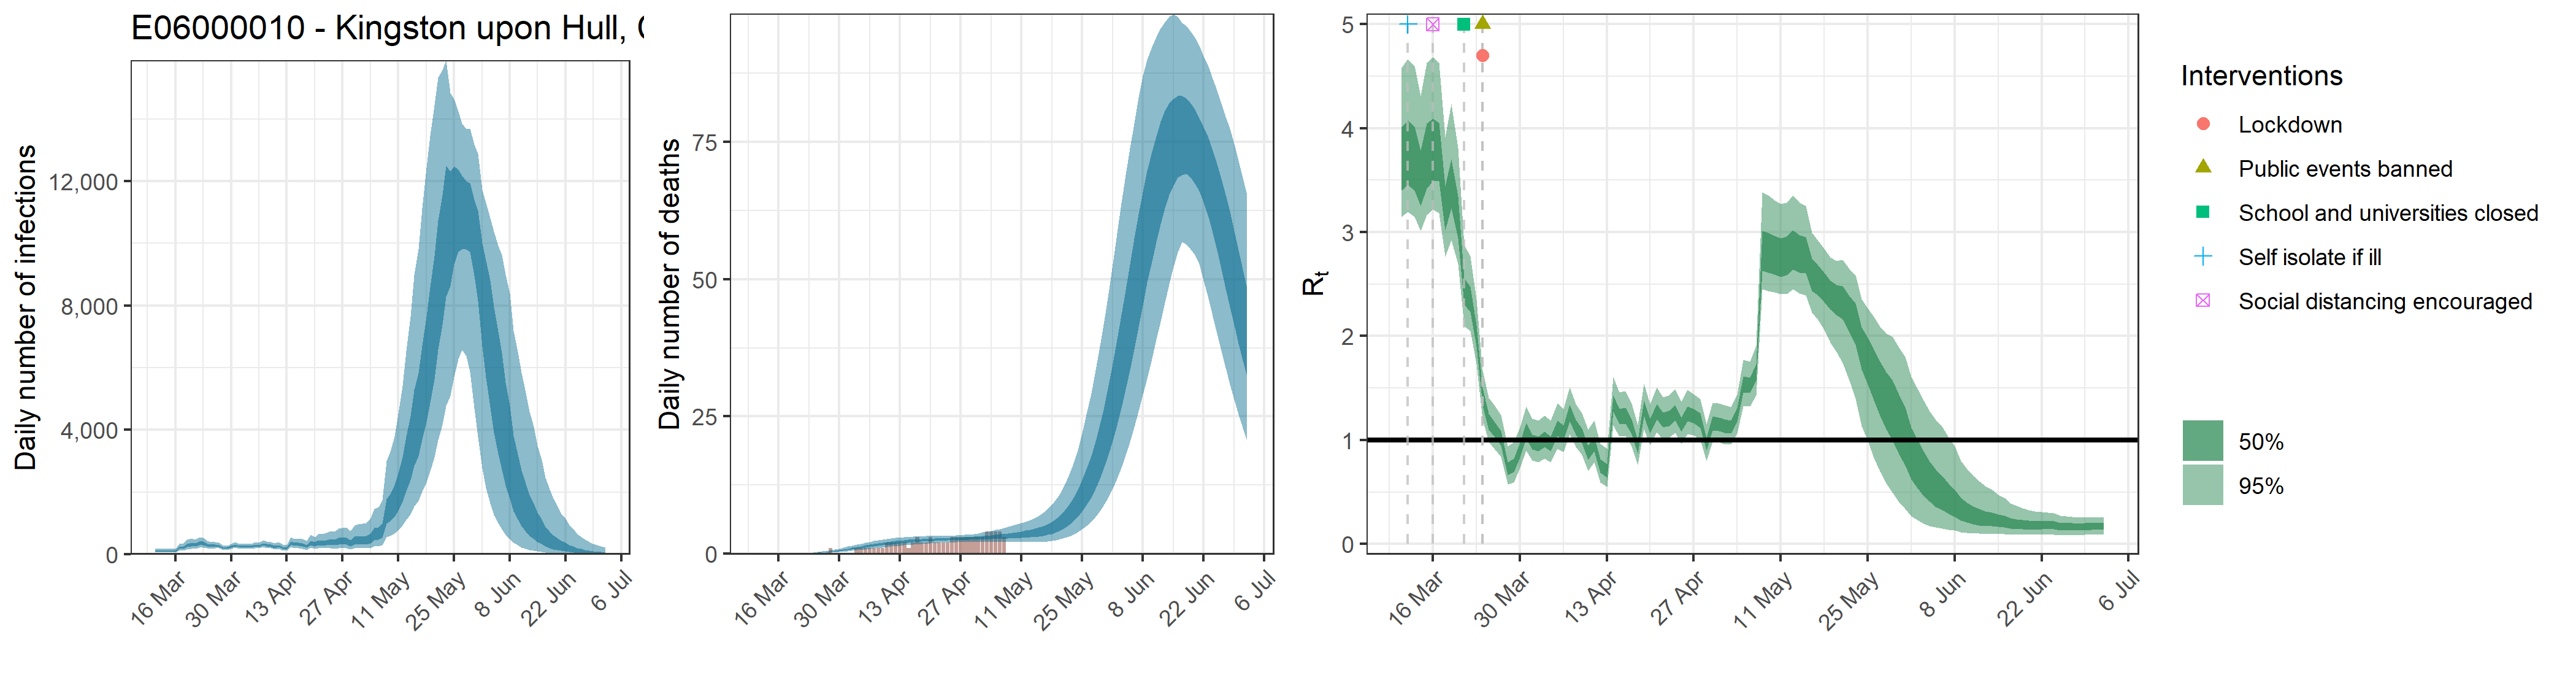 E06000010 - Kingston upon Hull,
Daily number of infections
12,000
8,000
4,000
0
16 Mar
30 Mar
13 Apr
27 Apr
11 May
25 May
8 Jun
22 Jun
6 Jul
Daily number of deaths
75
50
25
0
16 Mar
30 Mar
13 Apr
27 Apr
11 May
25 May
8 Jun
22 Jun
6 Jul
Rt
5
4
3
2
1
0
16 Mar
30 Mar
13 Apr
27 Apr
11 May
25 May
8 Jun
22 Jun
6 Jul
Interventions
Lockdown
Public events banned
School and universities closed
Self isolate if ill
Social distancing encouraged
50%
95%